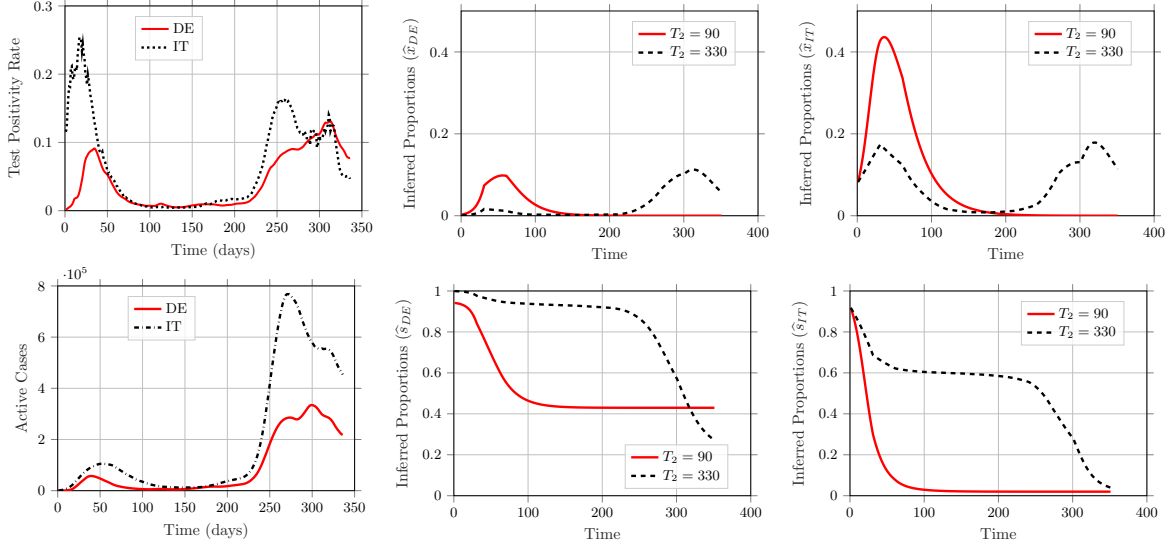 Test Positivity Rate
0.3
0.2
0.1
0
DE
IT
0 50 100 150 200 250 300 350
Time (days)
Inferred Proportions (x̂_DE)
0.4
0.2
0
T₂ = 90
T₂ = 330
0 100 200 300 400
Time
Inferred Proportions (x̂_IT)
0.4
0.2
0
T₂ = 90
T₂ = 330
0 100 200 300 400
Time
Active Cases
·10⁵
8
6
4
2
0
DE
IT
0 50 100 150 200 250 300 350
Time (days)
Inferred Proportions (ŝ_DE)
1
0.8
0.6
0.4
0.2
0
T₂ = 90
T₂ = 330
0 100 200 300 400
Time
Inferred Proportions (ŝ_IT)
1
0.8
0.6
0.4
0.2
0
T₂ = 90
T₂ = 330
0 100 200 300 400
Time